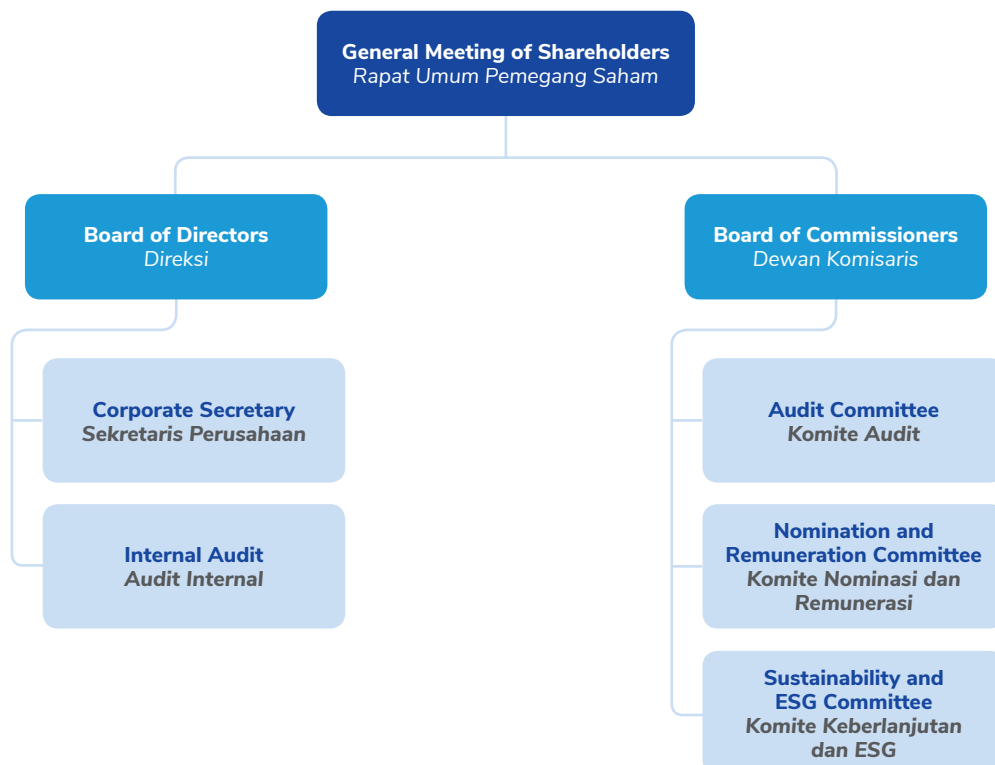 General Meeting of Shareholders
Rapat Umum Pemegang Saham
Board of Directors
Direksi
Board of Commissioners
Dewan Komisaris
Corporate Secretary
Sekretaris Perusahaan
Audit Committee
Komite Audit
Internal Audit
Audit Internal
Nomination and
Remuneration Committee
Komite Nominasi dan
Remunerasi
Sustainability and
ESG Committee
Komite Keberlanjutan
dan ESG